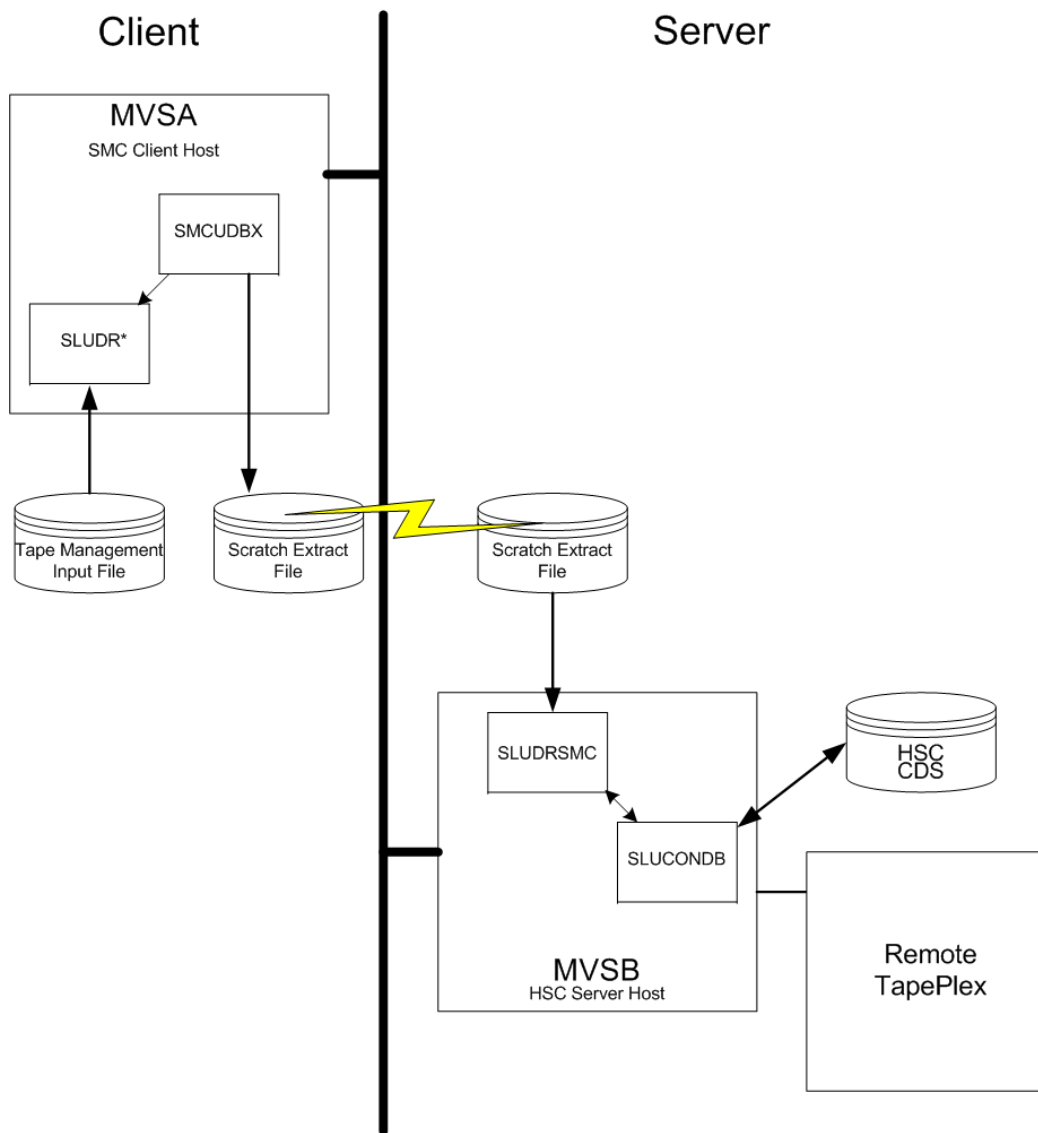 Client
Server
MVSA
SMC Client Host
SMCUDBX
SLUDR*
Tape Management
Input File
Scratch Extract
File
Scratch Extract
File
SLUDRSMC
HSC
CDS
SLUCONDB
MVSB
HSC Server Host
Remote
TapePlex